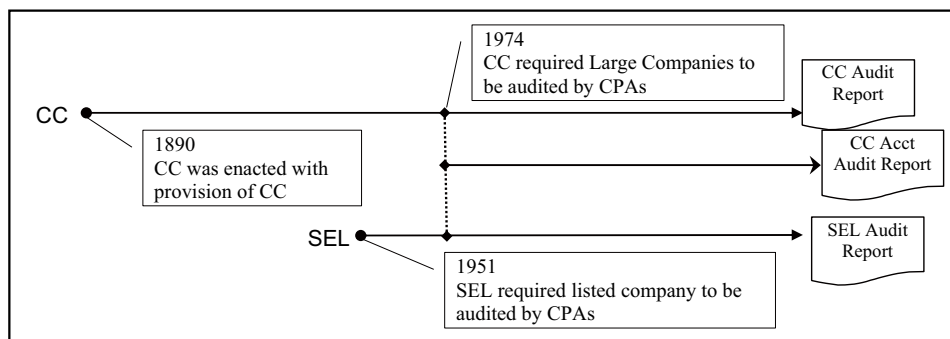 1974
CC required Large Companies to
be audited by CPAs
CC Audit
Report
CC
1890
CC was enacted with
provision of CC
CC Acct
Audit Report
SEL
SEL Audit
Report
1951
SEL required listed company to be
audited by CPAs